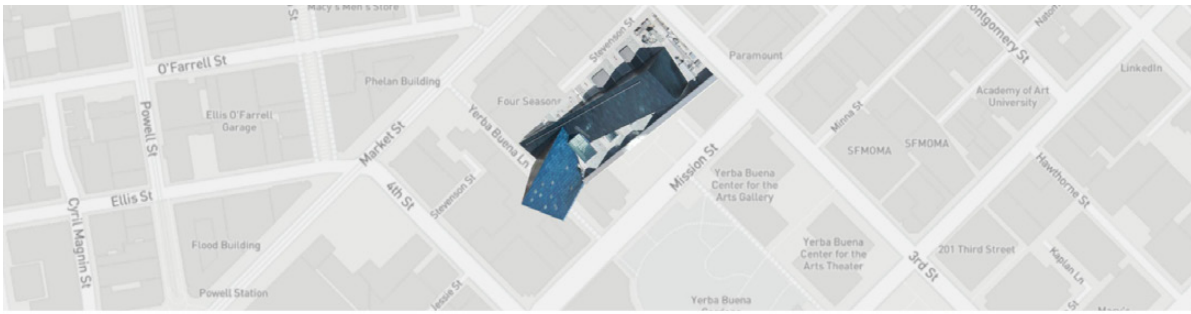 Macy's Men's Store
O'Farrell St
Powell St
Ellis O'Farrell
Garage
Phelan Building
Market St
Ellis St
Cyril Magnin St
Flood Building
Powell Station
4th St
Stevenson St
Jessie St
Four Seasons
Yerba Buena Ln
Stevenson St
Mission St
Paramount
Yerba Buena
Center for the
Arts Gallery
Yerba Buena
Center for the
Arts Theater
Yerba Buena
Minna St
SFMOMA
SFMOMA
Academy of Art
University
LinkedIn
Hawthorne St
201 Third Street
3rd St
Kaplan Ln